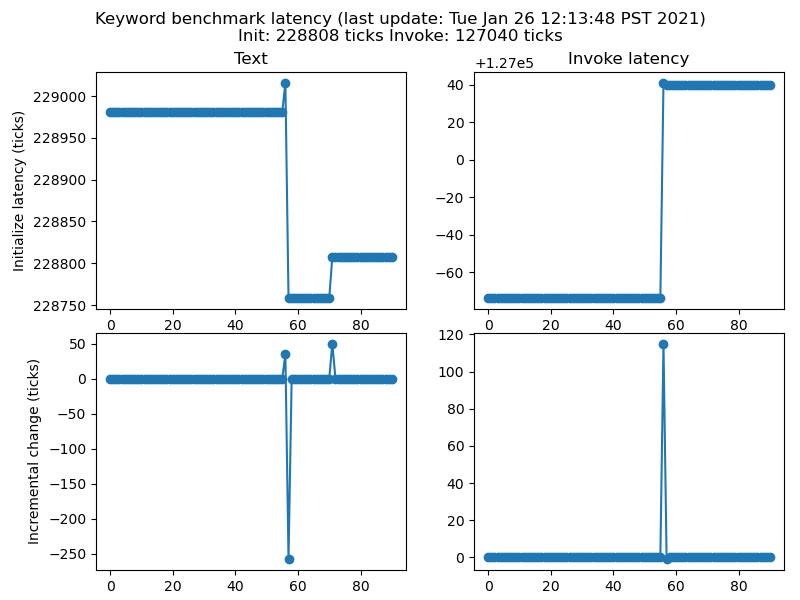 Keyword benchmark latency (last update: Tue Jan 26 12:13:48 PST 2021)
Init: 228808 ticks Invoke: 127040 ticks
Text
Initialize latency (ticks)
229000
228950
228900
228850
228800
228750
0 20 40 60 80
Invoke latency
+1.27e5
40
20
0
−20
−40
−60
0 20 40 60 80
Incremental change (ticks)
50
0
−50
−100
−150
−200
−250
0 20 40 60 80
120
100
80
60
40
20
0
0 20 40 60 80